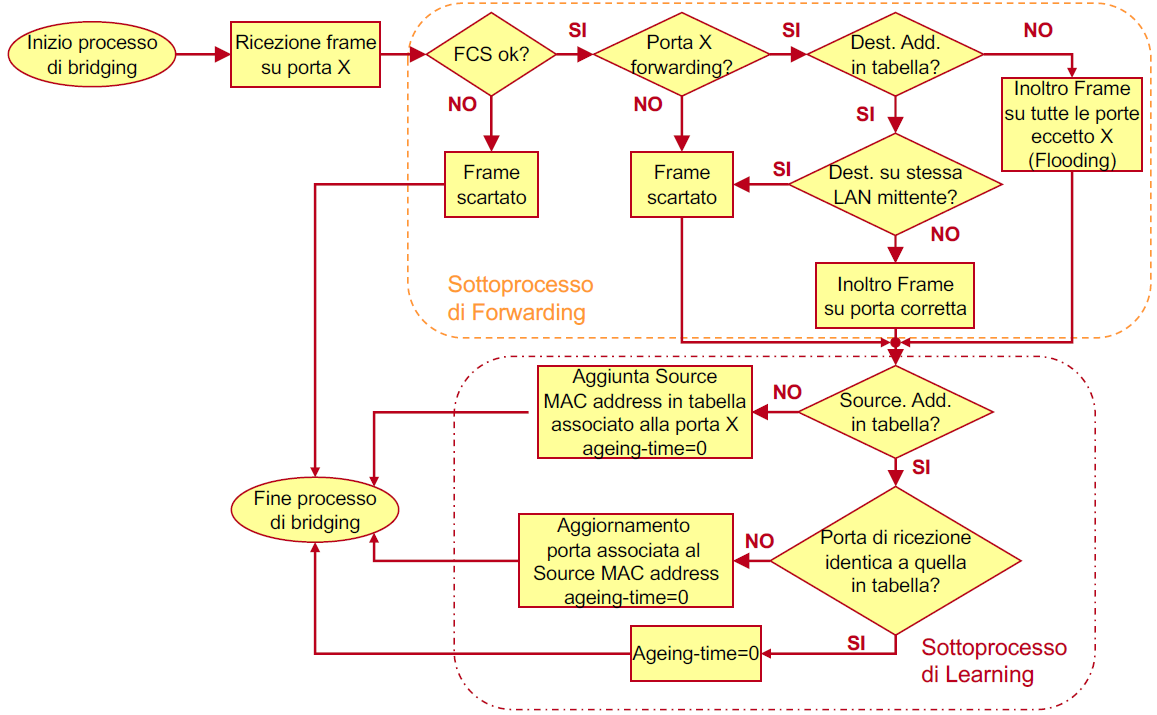 Inizio processo
di bridging
Ricezione frame
su porta X
FCS ok?
SI
Porta X
forwarding?
SI
Dest. Add.
in tabella?
NO
Inoltro Frame
su tutte le porte
eccetto X
(Flooding)
NO
Frame
scartato
NO
Frame
scartato
SI
Dest. su stessa
LAN mittente?
SI
NO
Inoltro Frame
su porta corretta
Sottoprocesso
di Forwarding
Source. Add.
in tabella?
NO
Aggiunta Source
MAC address in tabella
associato alla porta X
ageing-time=0
SI
Fine processo
di bridging
Porta di ricezione
identica a quella
in tabella?
NO
Aggiornamento
porta associata al
Source MAC address
ageing-time=0
SI
Ageing-time=0
Sottoprocesso
di Learning